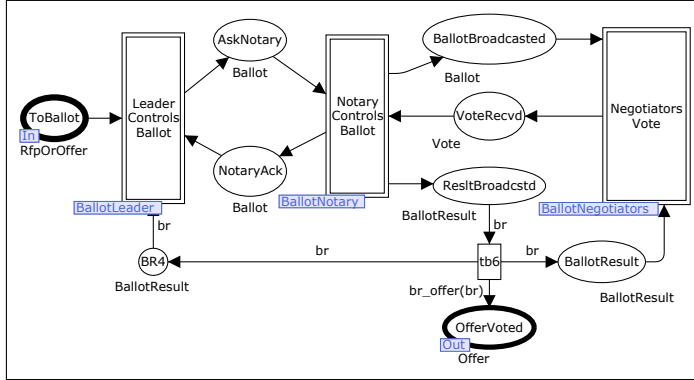 AskNotary
Ballot
BallotBroadcasted
Ballot
ToBallot
In
RfpOrOffer
Leader
Controls
Ballot
BallotLeader
Notary
Controls
Ballot
BallotNotary
VoteRecvd
Vote
Negotiators
Vote
BallotNegotiators
NotaryAck
Ballot
ResltBroadcstd
BallotResult
br
br
BR4
BallotResult
br
tb6
br
BallotResult
BallotResult
br_offer(br)
OfferVoted
Out
Offer